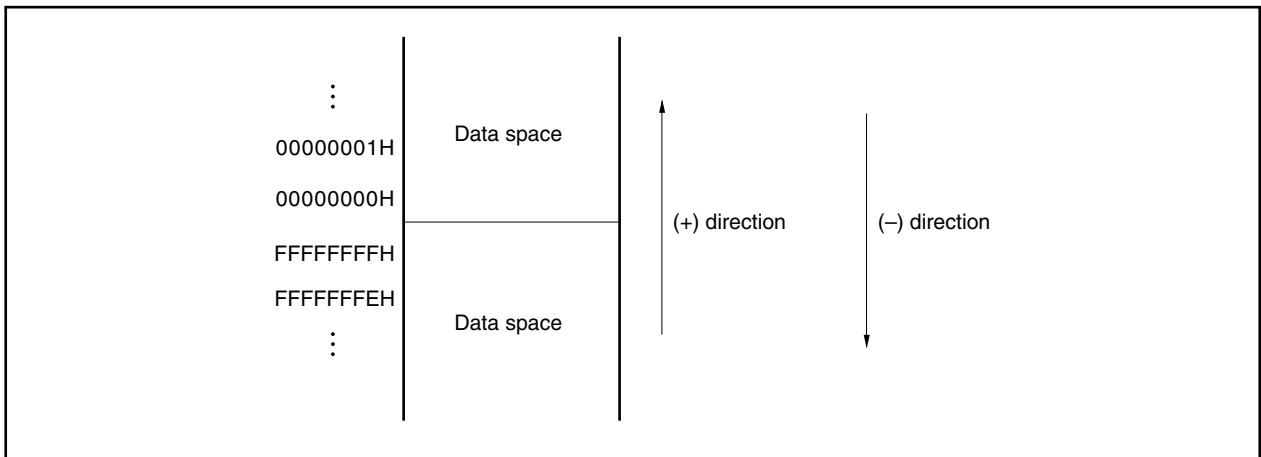 ⋮
00000001H
00000000H
FFFFFFFFH
FFFFFFFEH
⋮
Data space
Data space
(+) direction
(–) direction